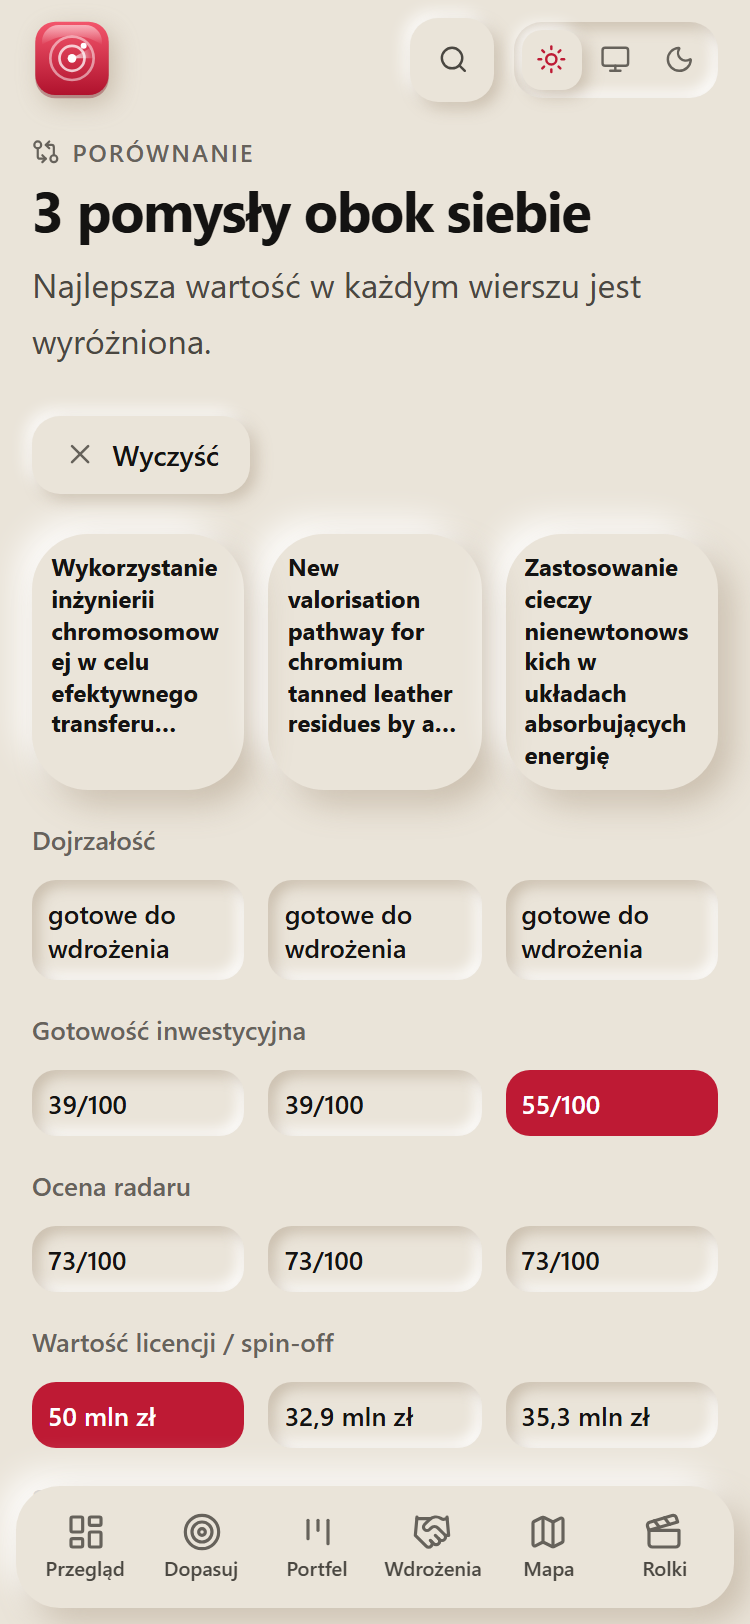 PORÓWNANIE
3 pomysły obok siebie
Najlepsza wartość w każdym wierszu jest
wyróżniona.
Wyczyść
Wykorzystanie
inżynierii
chromosomow
ej w celu
efektywnego
transferu...
New
valorisation
pathway for
chromium
tanned leather
residues by a...
Zastosowanie
cieczy
nienewtonows
kich w
układach
absorbujących
energię
Dojrzałość
gotowe do
wdrożenia
gotowe do
wdrożenia
gotowe do
wdrożenia
Gotowość inwestycyjna
39/100
39/100
55/100
Ocena radaru
73/100
73/100
73/100
Wartość licencji / spin-off
50 mln zł
32,9 mln zł
35,3 mln zł
Przegląd
Dopasuj
Portfel
Wdrożenia
Mapa
Rolki